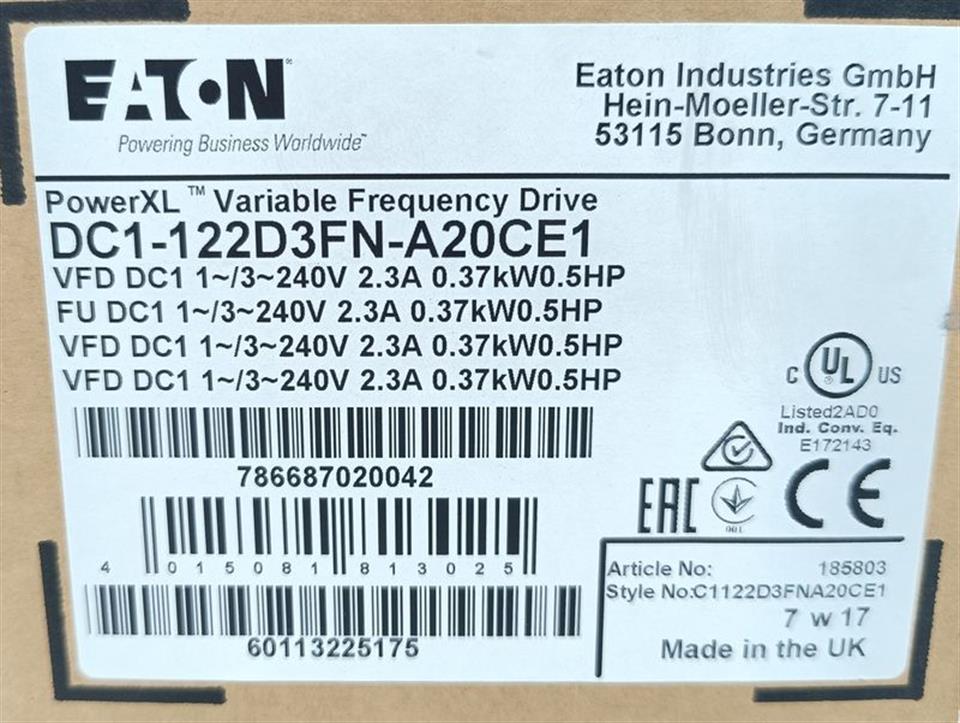 EATON
Powering Business Worldwide™
Eaton Industries GmbH
Hein-Moeller-Str. 7-11
53115 Bonn, Germany
PowerXL™ Variable Frequency Drive
DC1-122D3FN-A20CE1
VFD DC1 1~/3~240V 2.3A 0.37kW0.5HP
FU DC1 1~/3~240V 2.3A 0.37kW0.5HP
VFD DC1 1~/3~240V 2.3A 0.37kW0.5HP
VFD DC1 1~/3~240V 2.3A 0.37kW0.5HP
C UL US
Listed2AD0
Ind. Conv. Eq.
E172143
786687020042
EAC
001
CE
4 015081 813025
60113225175
Article No: 185803
Style No:C1122D3FNA20CE1
7 w 17
Made in the UK